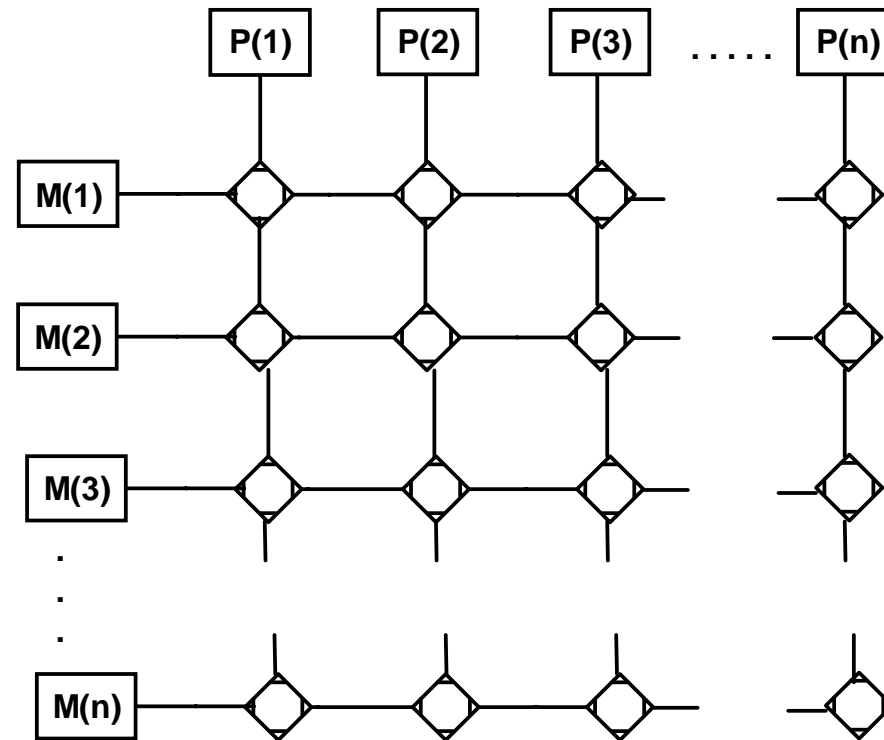 P(1) P(2) P(3) . . . . . P(n)
M(1)
M(2)
M(3)
.
.
.
M(n)